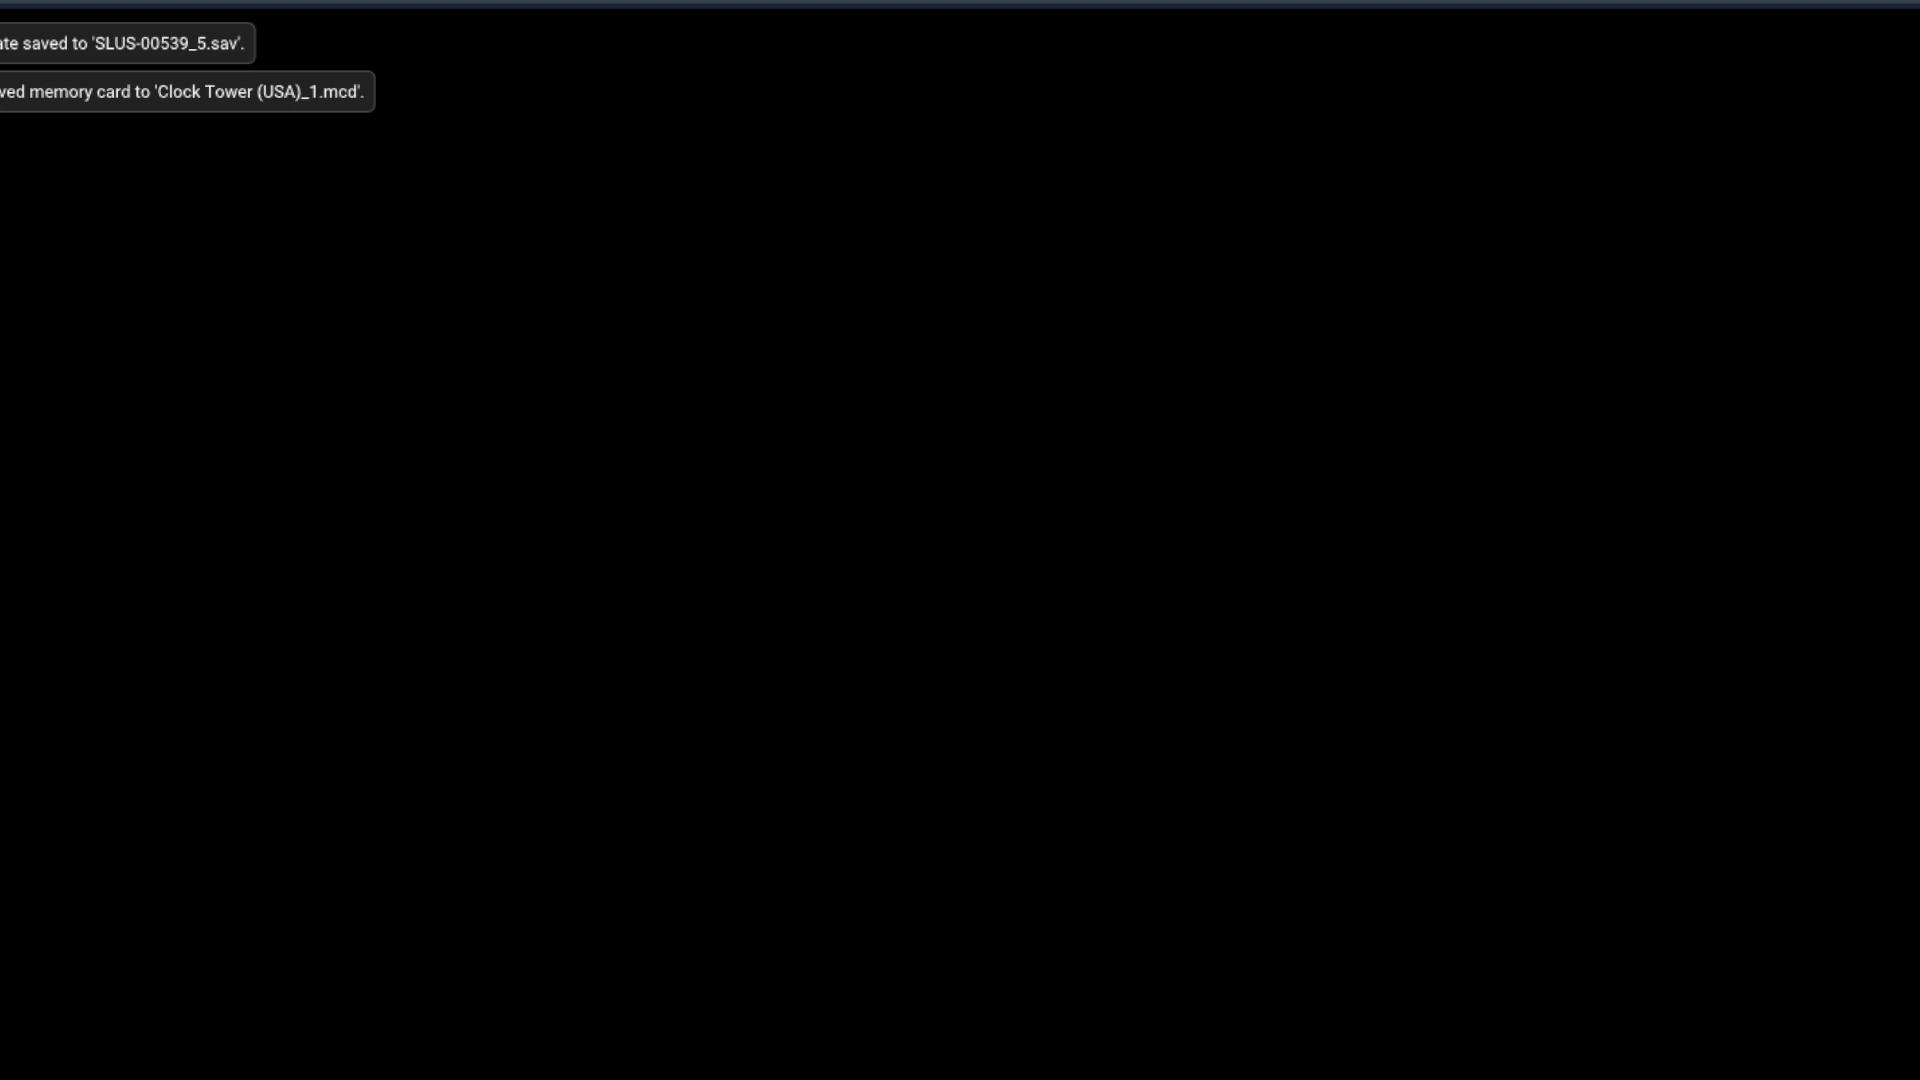 ate saved to 'SLUS-00539_5.sav'.
ved memory card to 'Clock Tower (USA)_1.mcd'.